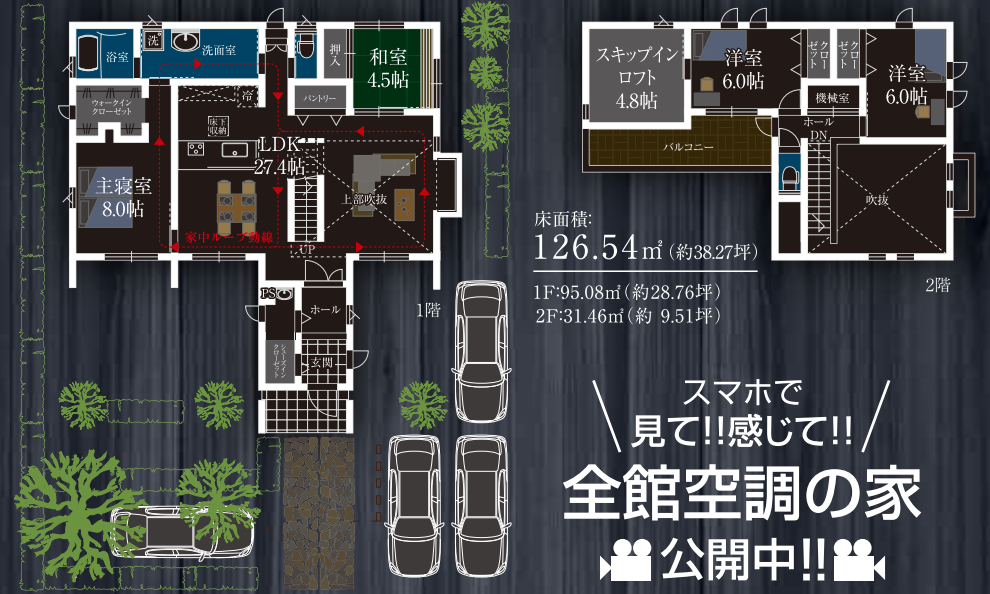 浴室
洗
洗面室
押入
和室
4.5帖
ウォークイン
クローゼット
冷
パントリー
床下
収納
LDK
27.4帖
主寝室
8.0帖
上部吹抜
家中ループ動線
UP
PS
ホール
1階
シューズイン
クローゼット
玄関
スキップイン
ロフト
4.8帖
洋室
6.0帖
クローゼット
クローゼット
洋室
6.0帖
機械室
ホール
DN
バルコニー
吹抜
2階
床面積:
126.54㎡(約38.27坪)
1F:95.08㎡(約28.76坪)
2F:31.46㎡(約 9.51坪)
スマホで
見て!!感じて!!
全館空調の家
公開中!!